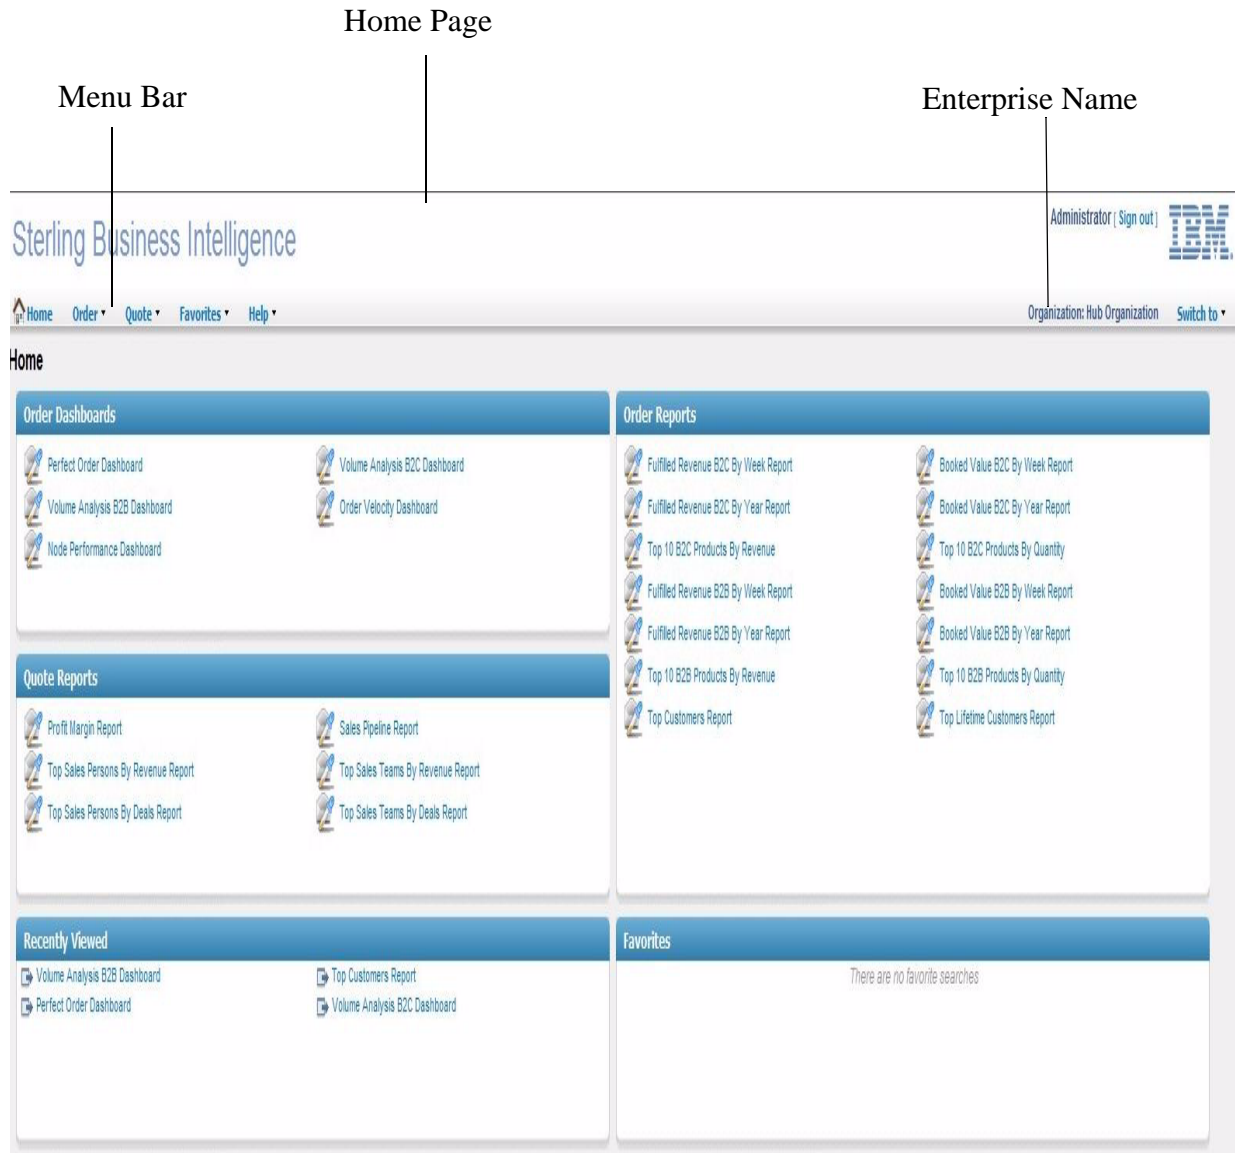 Home Page
Menu Bar
Enterprise Name
Sterling Business Intelligence
Administrator [ Sign out ]
IBM.
Home Order Quote Favorites Help
Organization: Hub Organization Switch to
Home
Order Dashboards
Perfect Order Dashboard
Volume Analysis B2C Dashboard
Volume Analysis B2B Dashboard
Order Velocity Dashboard
Node Performance Dashboard
Quote Reports
Profit Margin Report
Sales Pipeline Report
Top Sales Persons By Revenue Report
Top Sales Teams By Revenue Report
Top Sales Persons By Deals Report
Top Sales Teams By Deals Report
Order Reports
Fulfilled Revenue B2C By Week Report
Booked Value B2C By Week Report
Fulfilled Revenue B2C By Year Report
Booked Value B2C By Year Report
Top 10 B2C Products By Revenue
Top 10 B2C Products By Quantity
Fulfilled Revenue B2B By Week Report
Booked Value B2B By Week Report
Fulfilled Revenue B2B By Year Report
Booked Value B2B By Year Report
Top 10 B2B Products By Revenue
Top 10 B2B Products By Quantity
Top Customers Report
Top Lifetime Customers Report
Recently Viewed
Volume Analysis B2B Dashboard
Top Customers Report
Perfect Order Dashboard
Volume Analysis B2C Dashboard
Favorites
There are no favorite searches